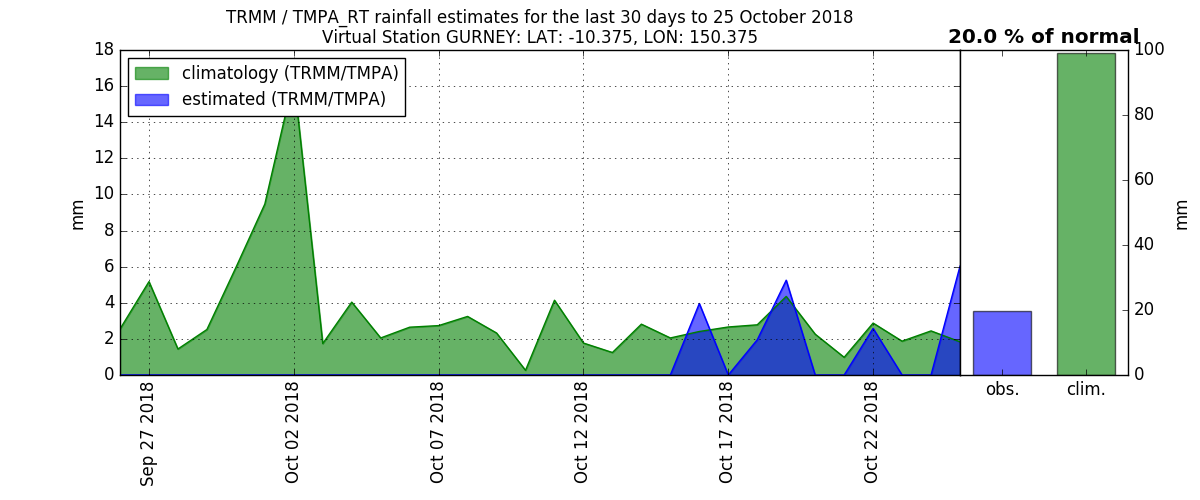 TRMM / TMPA_RT rainfall estimates for the last 30 days to 25 October 2018
Virtual Station GURNEY: LAT: -10.375, LON: 150.375
20.0 % of normal
climatology (TRMM/TMPA)
estimated (TRMM/TMPA)
18
16
14
12
10
8
6
4
2
0
mm
Sep 27 2018
Oct 02 2018
Oct 07 2018
Oct 12 2018
Oct 17 2018
Oct 22 2018
100
80
60
40
20
0
mm
obs.
clim.